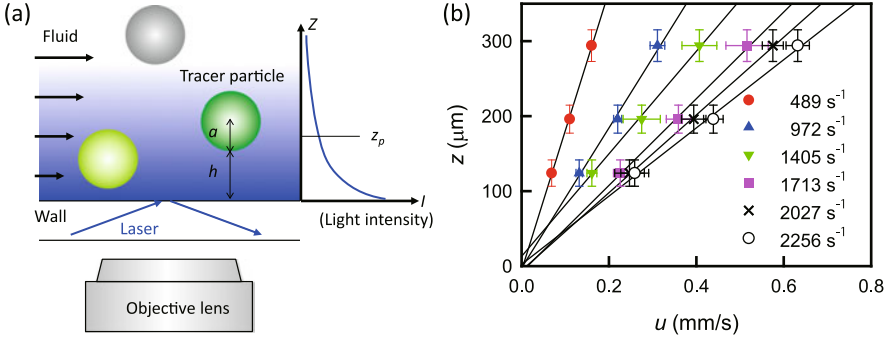 (a)
Fluid
Tracer particle
a
h
Z
z_p
I
(Light intensity)
Wall
Laser
Objective lens
(b)
z (μm)
300
200
100
0
0.0
0.2
0.4
0.6
0.8
u (mm/s)
489 s⁻¹
972 s⁻¹
1405 s⁻¹
1713 s⁻¹
2027 s⁻¹
2256 s⁻¹